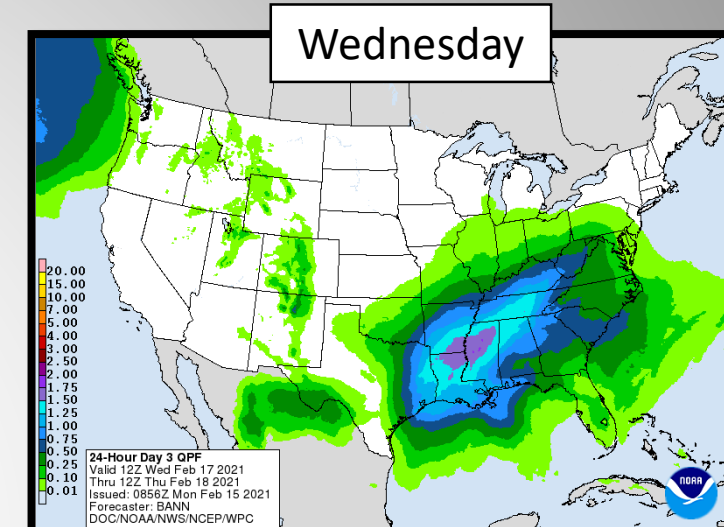 Wednesday
20.00
15.00
10.00
7.00
5.00
4.00
3.00
2.50
2.00
1.75
1.50
1.25
1.00
0.75
0.50
0.25
0.10
0.01
24-Hour Day 3 QPF
Valid 12Z Wed Feb 17 2021
Thru 12Z Thu Feb 18 2021
Issued: 0856Z Mon Feb 15 2021
Forecaster: BANN
DOC/NOAA/NWS/NCEP/WPC
NOAA